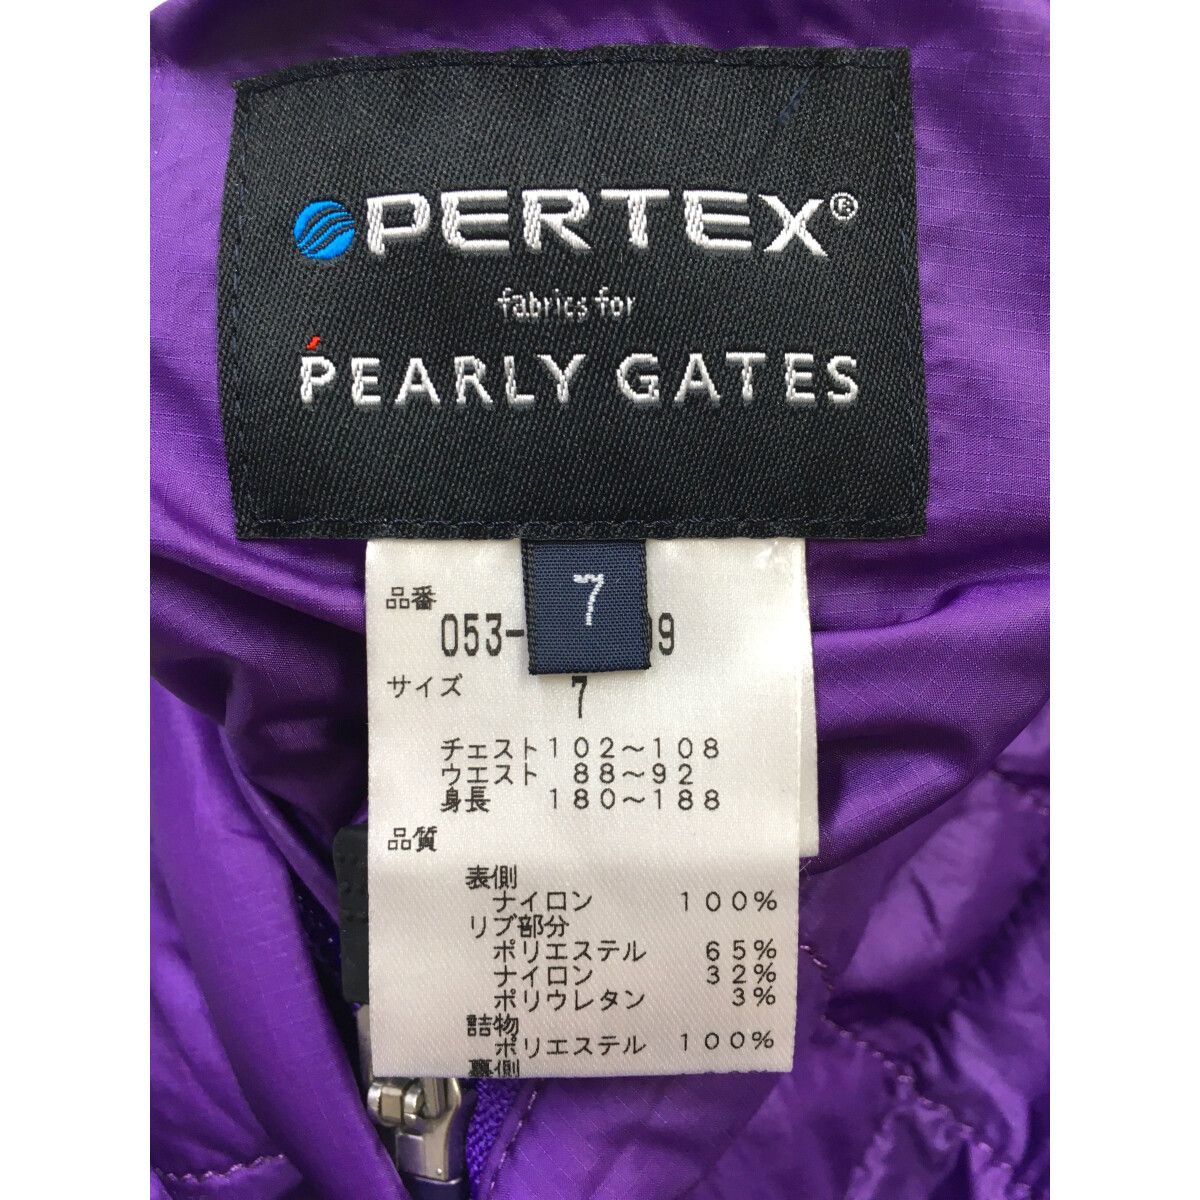 PERTEX®
fabrics for
PEARLY GATES
7
品番
053- 9
サイズ
7
チェスト 102～108
ウエスト 88～92
身長 180～188
品質
表側
ナイロン 100%
リブ部分
ポリエステル 65%
ナイロン 32%
ポリウレタン 3%
詰物
ポリエステル 100%
裏側